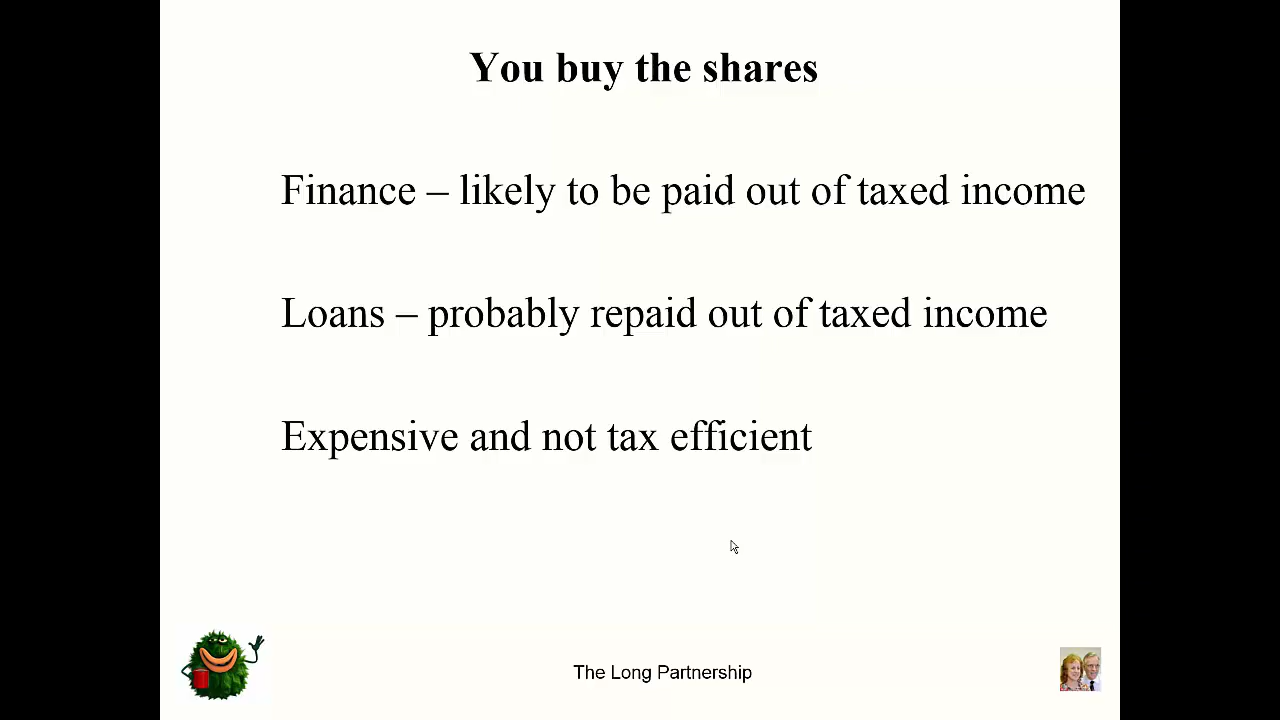 You buy the shares
Finance – likely to be paid out of taxed income
Loans – probably repaid out of taxed income
Expensive and not tax efficient
The Long Partnership